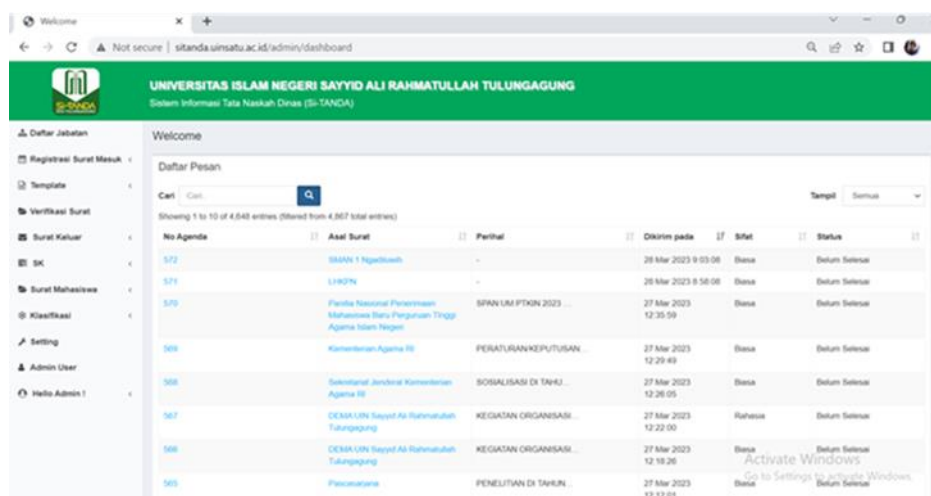 Welcome
Not secure | sitanda.uinsatu.ac.id/admin/dashboard
Si-TANDA
UNIVERSITAS ISLAM NEGERI SAYYID ALI RAHMATULLAH TULUNGAGUNG
Sistem Informasi Tata Naskah Dinas (Si-TANDA)
Daftar Jabatan
Registrasi Surat Masuk
Template
Verifikasi Surat
Surat Keluar
SK
Surat Mahasiswa
Klasifikasi
Setting
Admin User
Hello Admin !
Welcome
Daftar Pesan
Cari Cari...
Tampil Semua
Showing 1 to 10 of 4,648 entries (filtered from 4,867 total entries)
No Agenda Asal Surat Perihal Dikirim pada Sifat Status
572 SMAN 1 - 28 Mar 2023 9:03:08 Biasa Belum Selesai
571 LHKPN - 28 Mar 2023 8:58:08 Biasa Belum Selesai
570 Panitia Nasional Penerimaan SPAN UM PTKIN 2023 ... 27 Mar 2023 Biasa Belum Selesai
Mahasiswa Baru Perguruan Tinggi 12:35:59
Agama Islam Negeri
569 Kementerian Agama RI PERATURAN/KEPUTUSAN... 27 Mar 2023 Biasa Belum Selesai
12:29:49
568 Sekretariat Jenderal Kementerian SOSIALISASI DI TAHU... 27 Mar 2023 Biasa Belum Selesai
Agama RI 12:26:05
567 DEMA UIN Sayyid Ali Rahmatullah KEGIATAN ORGANISASI... 27 Mar 2023 Rahasia Belum Selesai
Tulungagung 12:22:00
566 DEMA UIN Sayyid Ali Rahmatullah KEGIATAN ORGANISASI... 27 Mar 2023 Biasa Belum Selesai
Tulungagung 12:18:26
565 Pascasarjana PENELITIAN DI TAHUN... 27 Mar 2023 Biasa Belum Selesai
Activate Windows
Go to Settings to activate Windows.